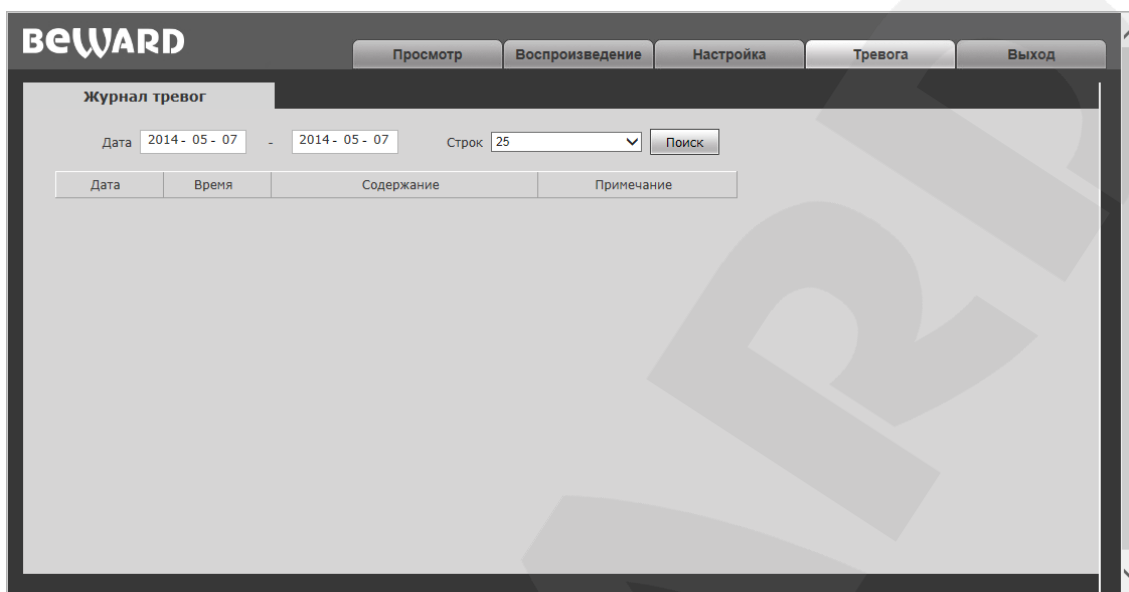 BEWARD
Просмотр Воспроизведение Настройка Тревога Выход
Журнал тревог
Дата 2014 - 05 - 07 - 2014 - 05 - 07 Строк 25 Поиск
Дата Время Содержание Примечание